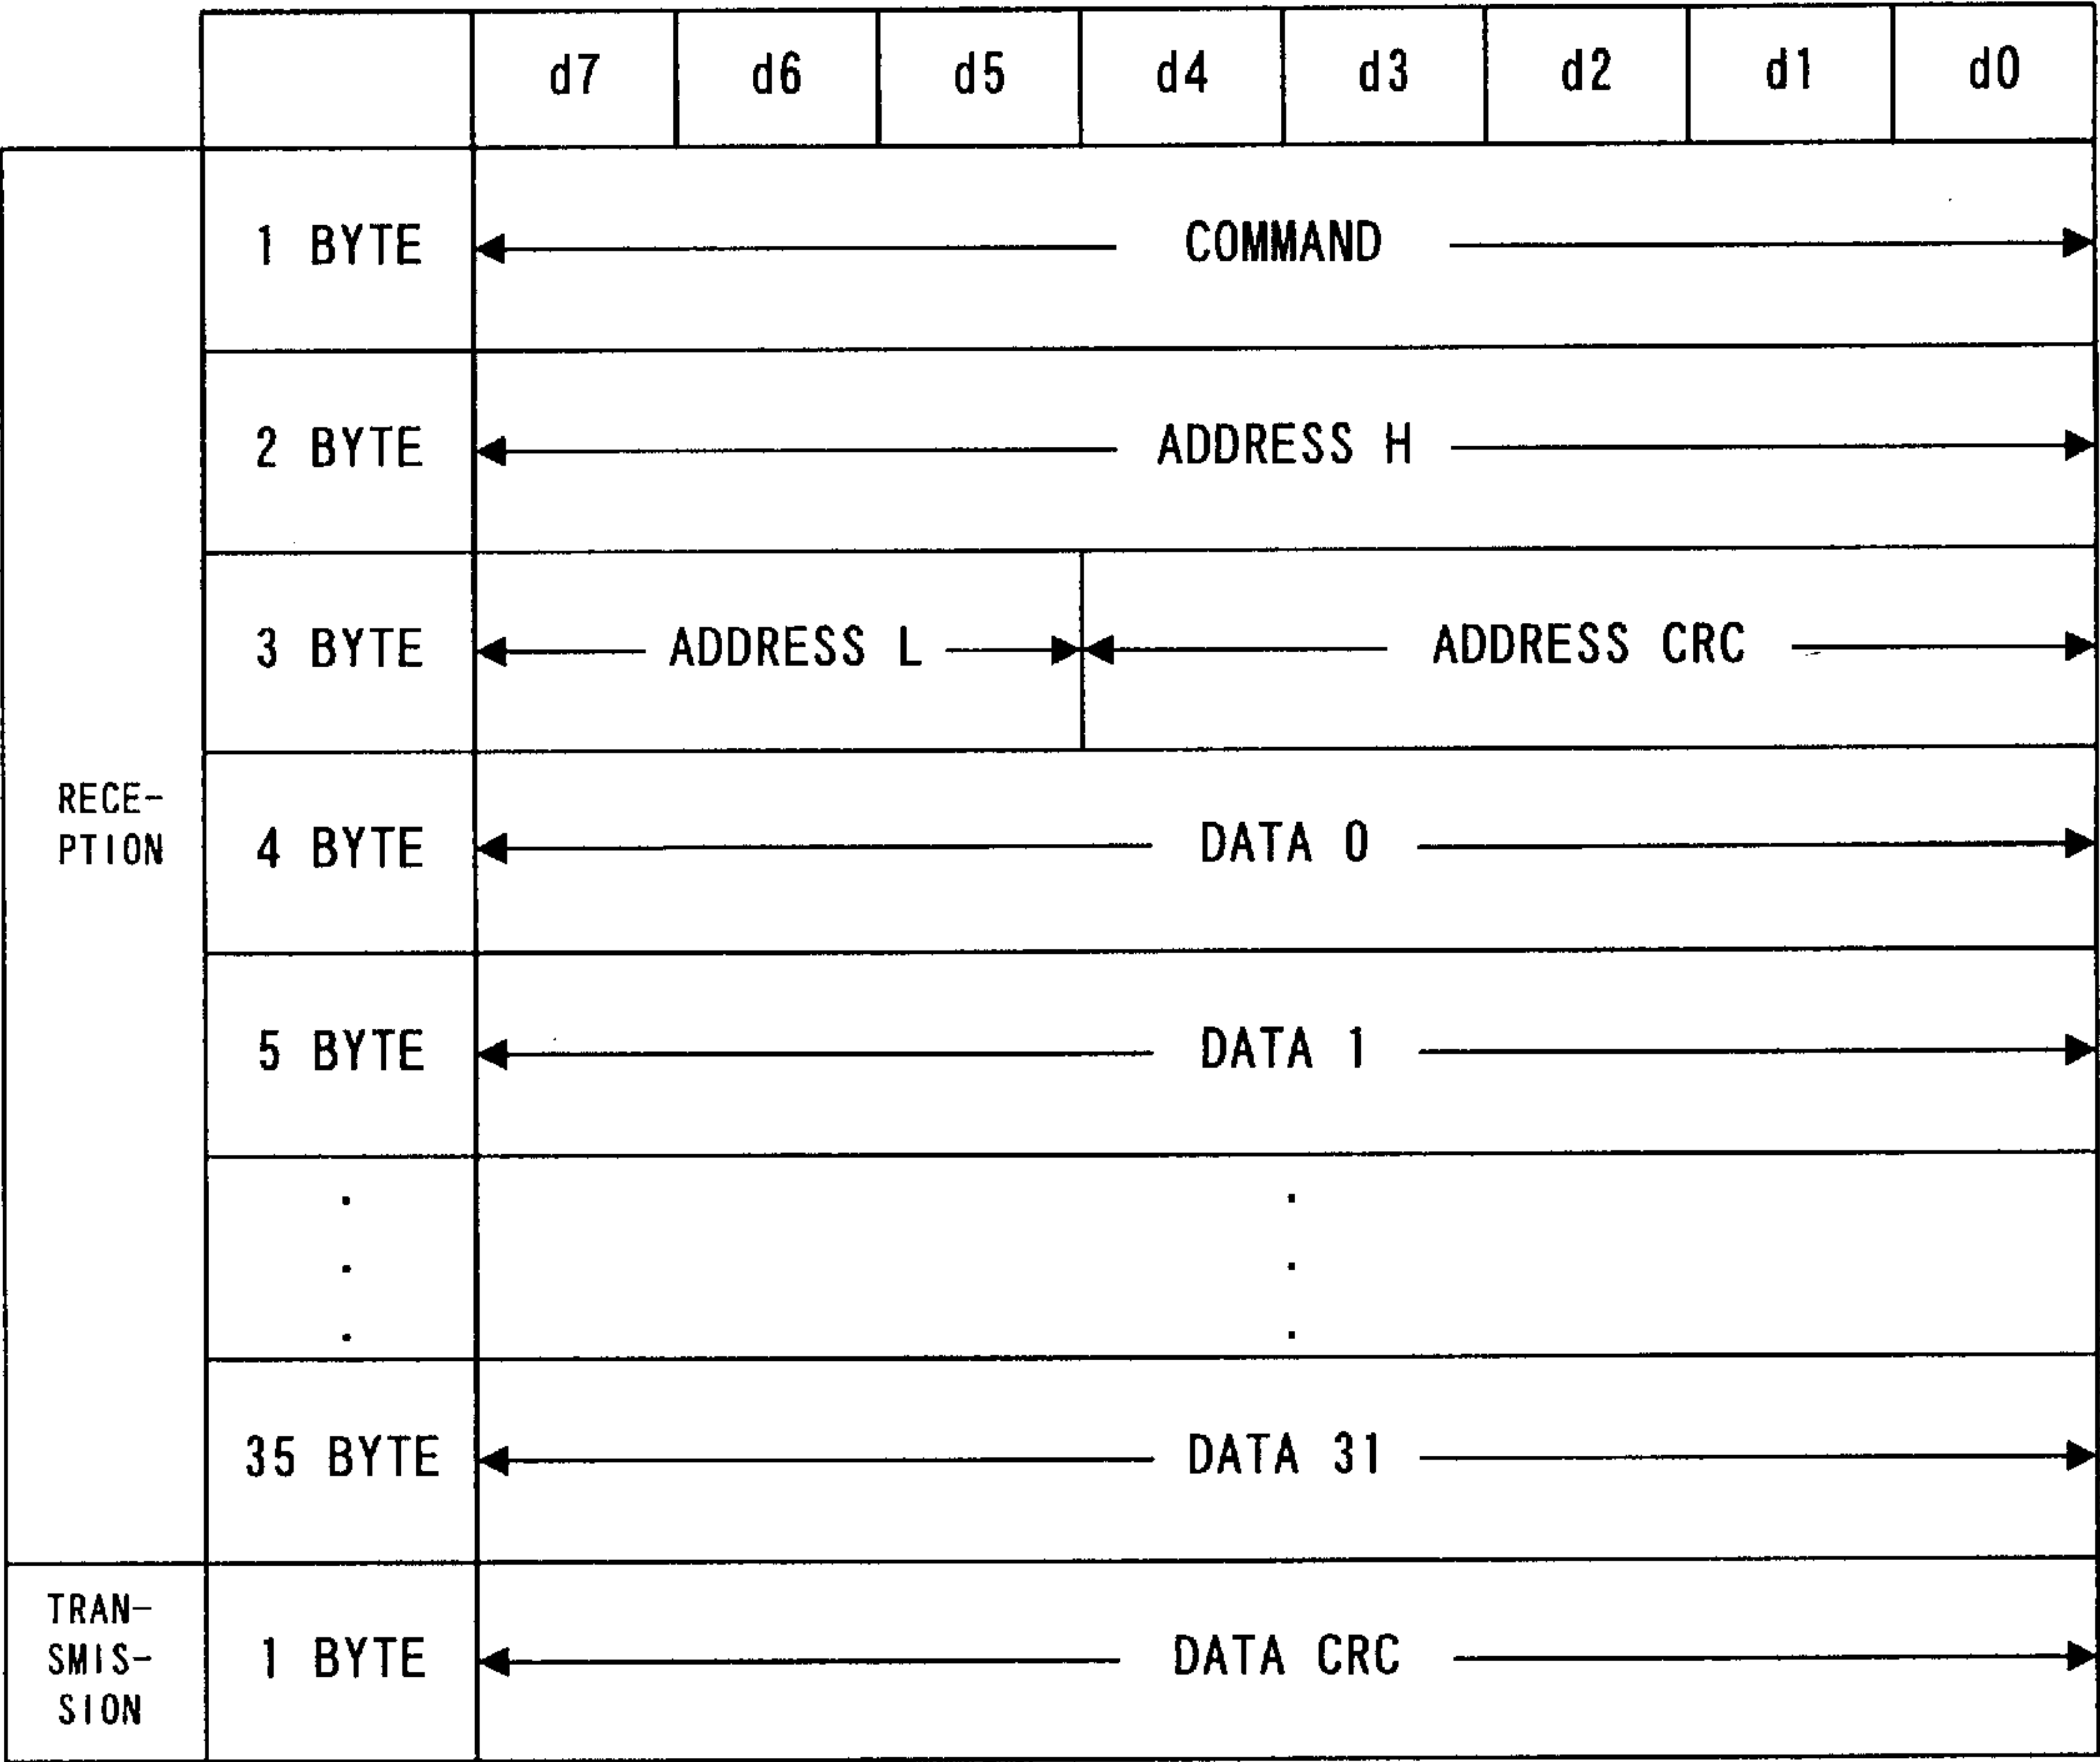 d7 d6 d5 d4 d3 d2 d1 d0
1 BYTE COMMAND
2 BYTE ADDRESS H
3 BYTE ADDRESS L ADDRESS CRC
RECE-
PTION
4 BYTE DATA 0
5 BYTE DATA 1
35 BYTE DATA 31
TRAN-
SMIS-
SION
1 BYTE DATA CRC